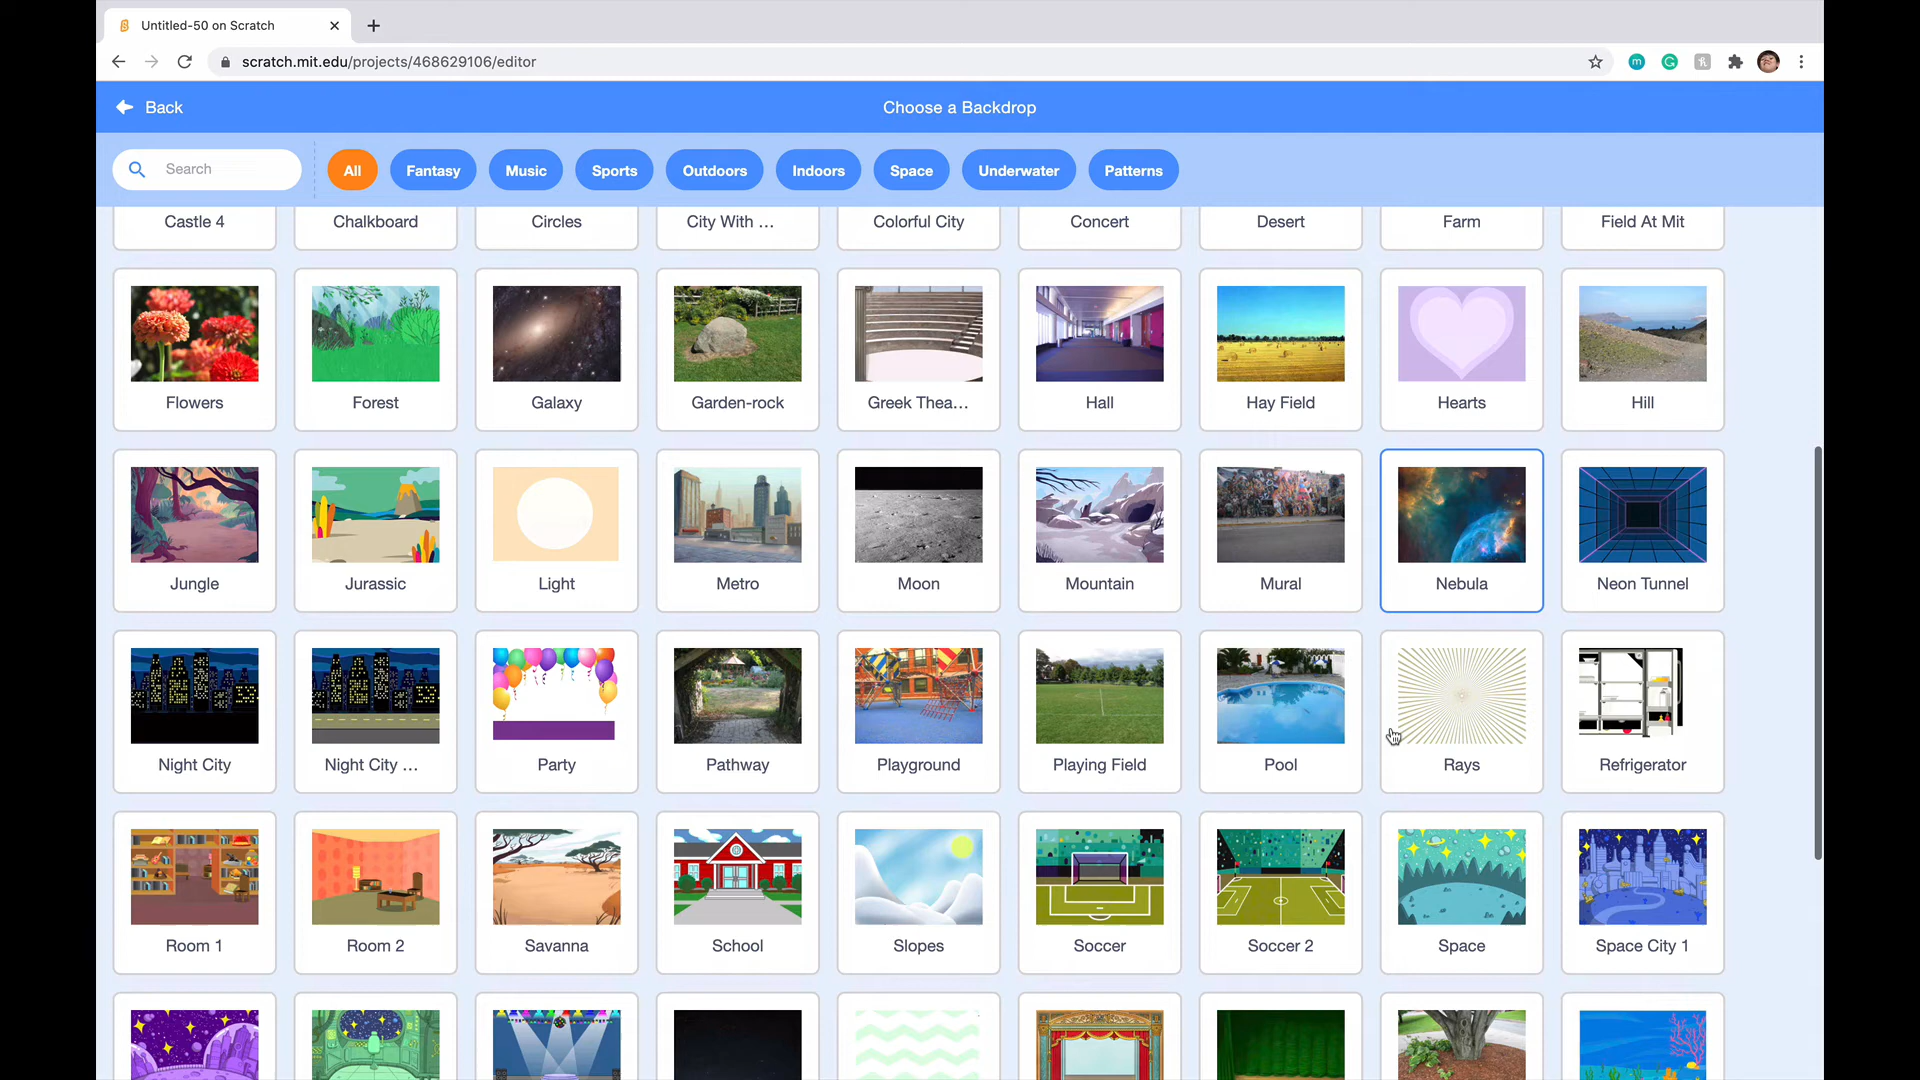 Untitled-50 on Scratch
scratch.mit.edu/projects/468629106/editor
Back
Choose a Backdrop
Search
All
Fantasy
Music
Sports
Outdoors
Indoors
Space
Underwater
Patterns
Castle 4
Chalkboard
Circles
City With ...
Colorful City
Concert
Desert
Farm
Field At Mit
Flowers
Forest
Galaxy
Garden-rock
Greek Thea...
Hall
Hay Field
Hearts
Hill
Jungle
Jurassic
Light
Metro
Moon
Mountain
Mural
Nebula
Neon Tunnel
Night City
Night City ...
Party
Pathway
Playground
Playing Field
Pool
Rays
Refrigerator
Room 1
Room 2
Savanna
School
Slopes
Soccer
Soccer 2
Space
Space City 1